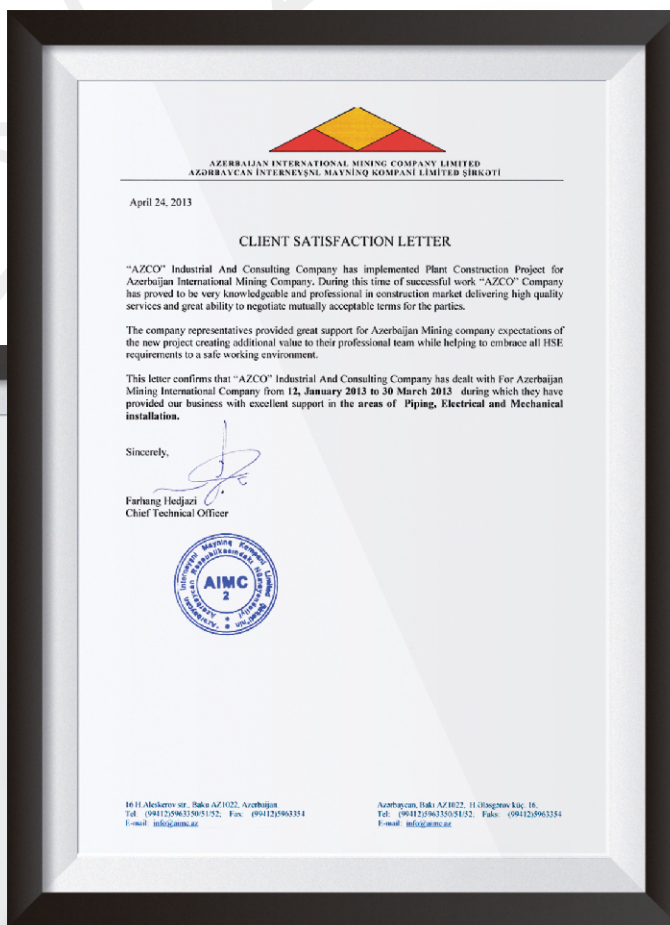 AZERBAIJAN INTERNATIONAL MINING COMPANY LIMITED
AZƏRBAYCAN İNTERNEYŞNL MAYNİNQ KOMPANİ LİMİTED ŞİRKƏTİ
April 24, 2013
CLIENT SATISFACTION LETTER
"AZCO" Industrial And Consulting Company has implemented Plant Construction Project for
Azerbaijan International Mining Company. During this time of successful work "AZCO" Company
has proved to be very knowledgeable and professional in construction market delivering high quality
services and great ability to negotiate mutually acceptable terms for the parties.
The company representatives provided great support for Azerbaijan Mining company expectations of
the new project creating additional value to their professional team while helping to embrace all HSE
requirements to a safe working environment.
This letter confirms that "AZCO" Industrial And Consulting Company has dealt with For Azerbaijan
Mining International Company from 12, January 2013 to 30 March 2013 during which they have
provided our business with excellent support in the areas of Piping, Electrical and Mechanical
installation.
Sincerely,
Farhang Hedjazi
Chief Technical Officer
Mayninq Kompani Limited
AIMC
2
16 H.Aleskerov str., Baku AZ1022, Azerbaijan
Tel: (99412)5963350/51/52; Fax: (99412)5963354
E-mail: info@aimc.az
Azərbaycan, Bakı AZ1022, H.Ələsgərov küç. 16,
Tel: (99412)5963350/51/52; Faks: (99412)5963354
E-mail: info@aimc.az